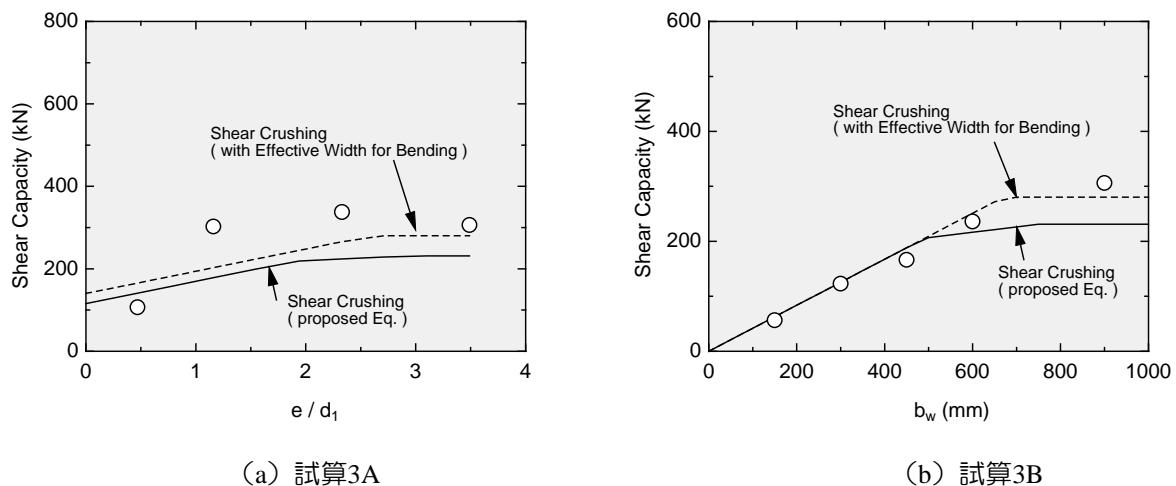 800
600
400
200
0
Shear Capacity (kN)
Shear Crushing
( with Effective Width for Bending )
Shear Crushing
( proposed Eq. )
0
1
2
3
4
e / d1
(a) 試算3A
600
400
200
0
Shear Capacity (kN)
Shear Crushing
( with Effective Width for Bending )
Shear Crushing
( proposed Eq. )
0
200
400
600
800
1000
bw (mm)
(b) 試算3B